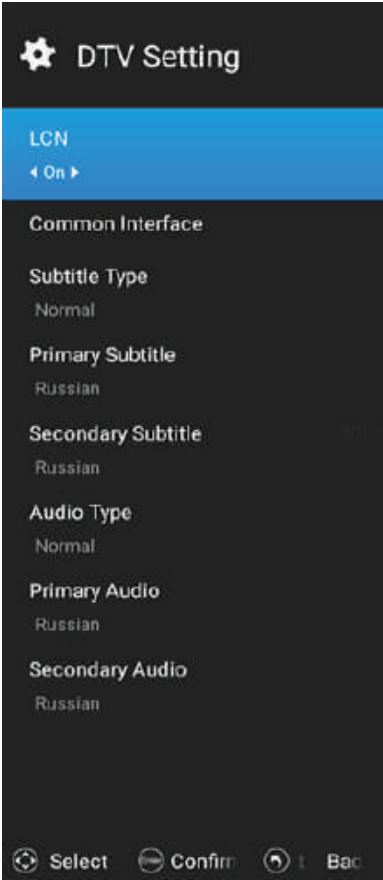 DTV Setting
LCN
On
Common Interface
Subtitle Type
Normal
Primary Subtitle
Russian
Secondary Subtitle
Russian
Audio Type
Normal
Primary Audio
Russian
Secondary Audio
Russian
Select Confirm Bac